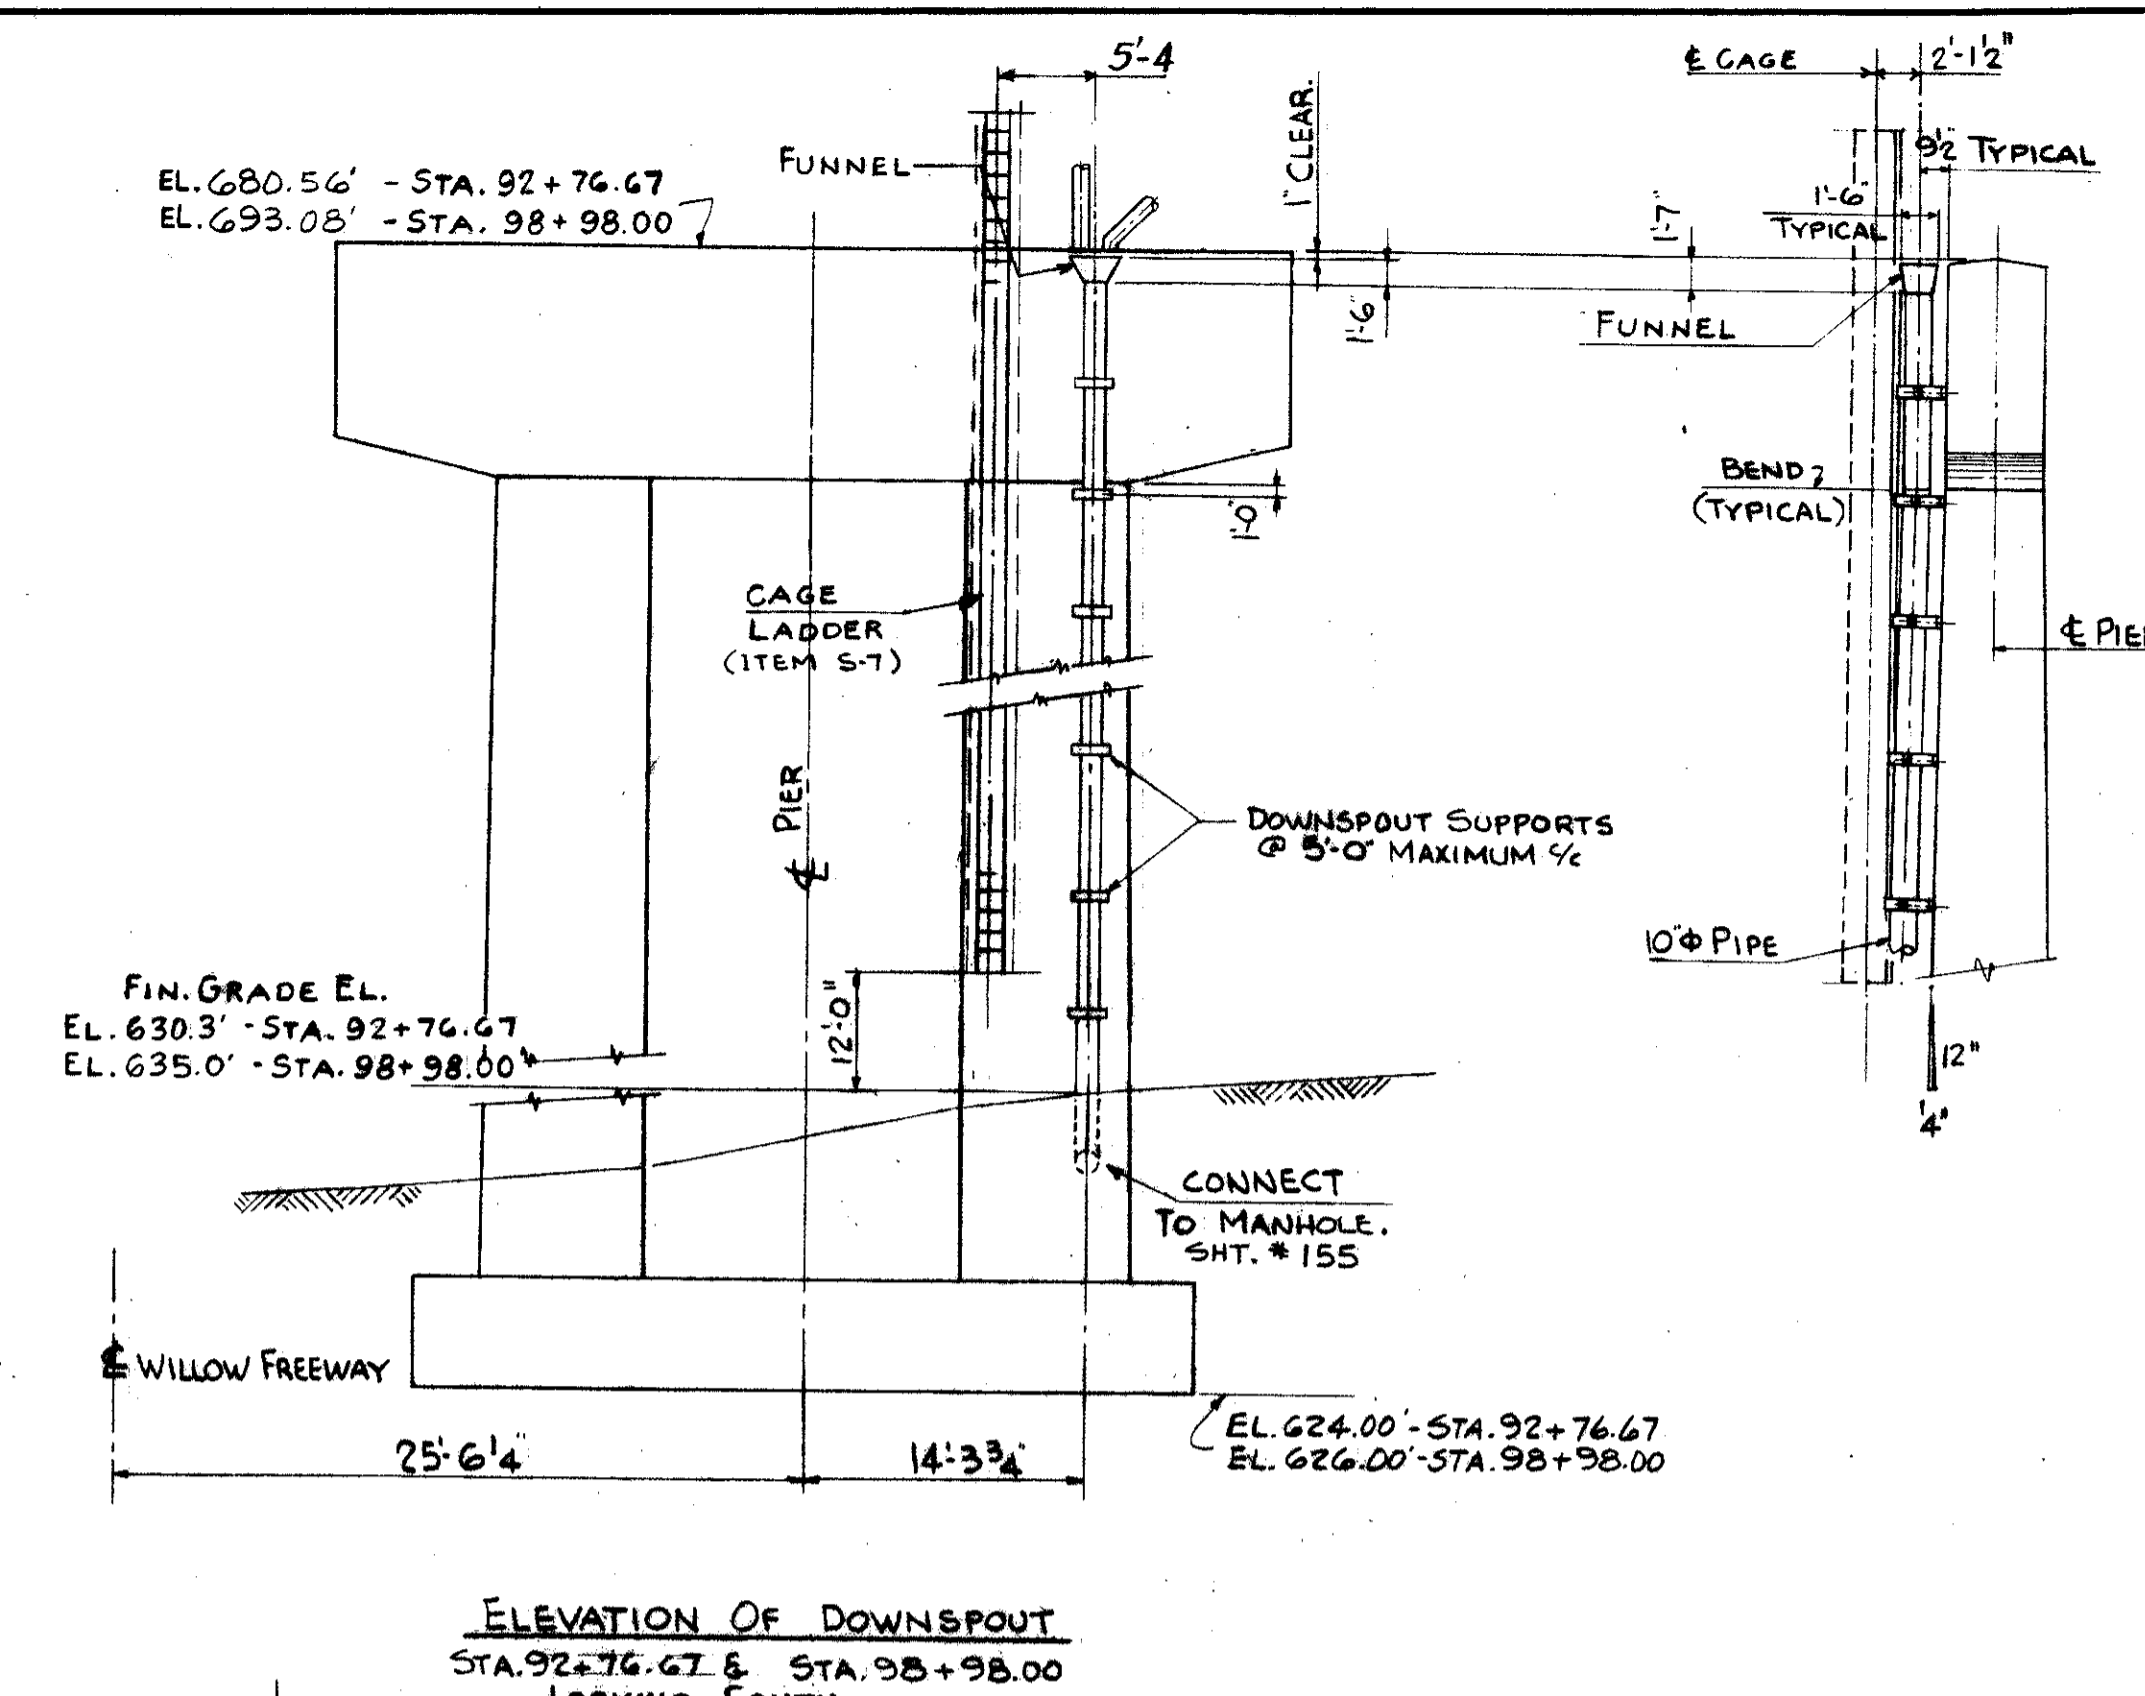 5'-4
℄ CAGE
2'-1½"
1" CLEAR.
FUNNEL
9½" TYPICAL
EL. 680.56' - STA. 92+76.67
EL. 693.08' - STA. 98+98.00
1'-6"
TYPICAL
1'-7"
1'-6"
FUNNEL
BEND
(TYPICAL)
1'-0"
CAGE
LADDER
(ITEM S-7)
℄ PIE
℄ PIER
DOWNSPOUT SUPPORTS
@ 5'-0" MAXIMUM C/C
10"Φ PIPE
FIN. GRADE EL.
EL. 630.3' - STA. 92+76.67
EL. 635.0' - STA. 98+98.00
12'-0"
12"
¼"
CONNECT
TO MANHOLE.
SHT. # 155
℄ WILLOW FREEWAY
EL. 624.00' - STA. 92+76.67
EL. 626.00' - STA. 98+98.00
25'-6¼"
14'-3¾"
ELEVATION OF DOWNSPOUT
STA. 92+76.67 & STA. 98+98.00
LOOKING SOUTH